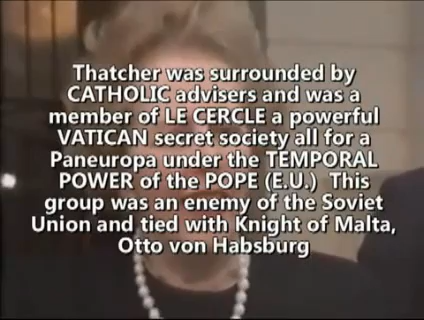 Thatcher was surrounded by
CATHOLIC advisers and was a
member of LE CERCLE a powerful
VATICAN secret society all for a
Paneuropa under the TEMPORAL
POWER of the POPE (E.U.) This
group was an enemy of the Soviet
Union and tied with Knight of Malta,
Otto von Habsburg